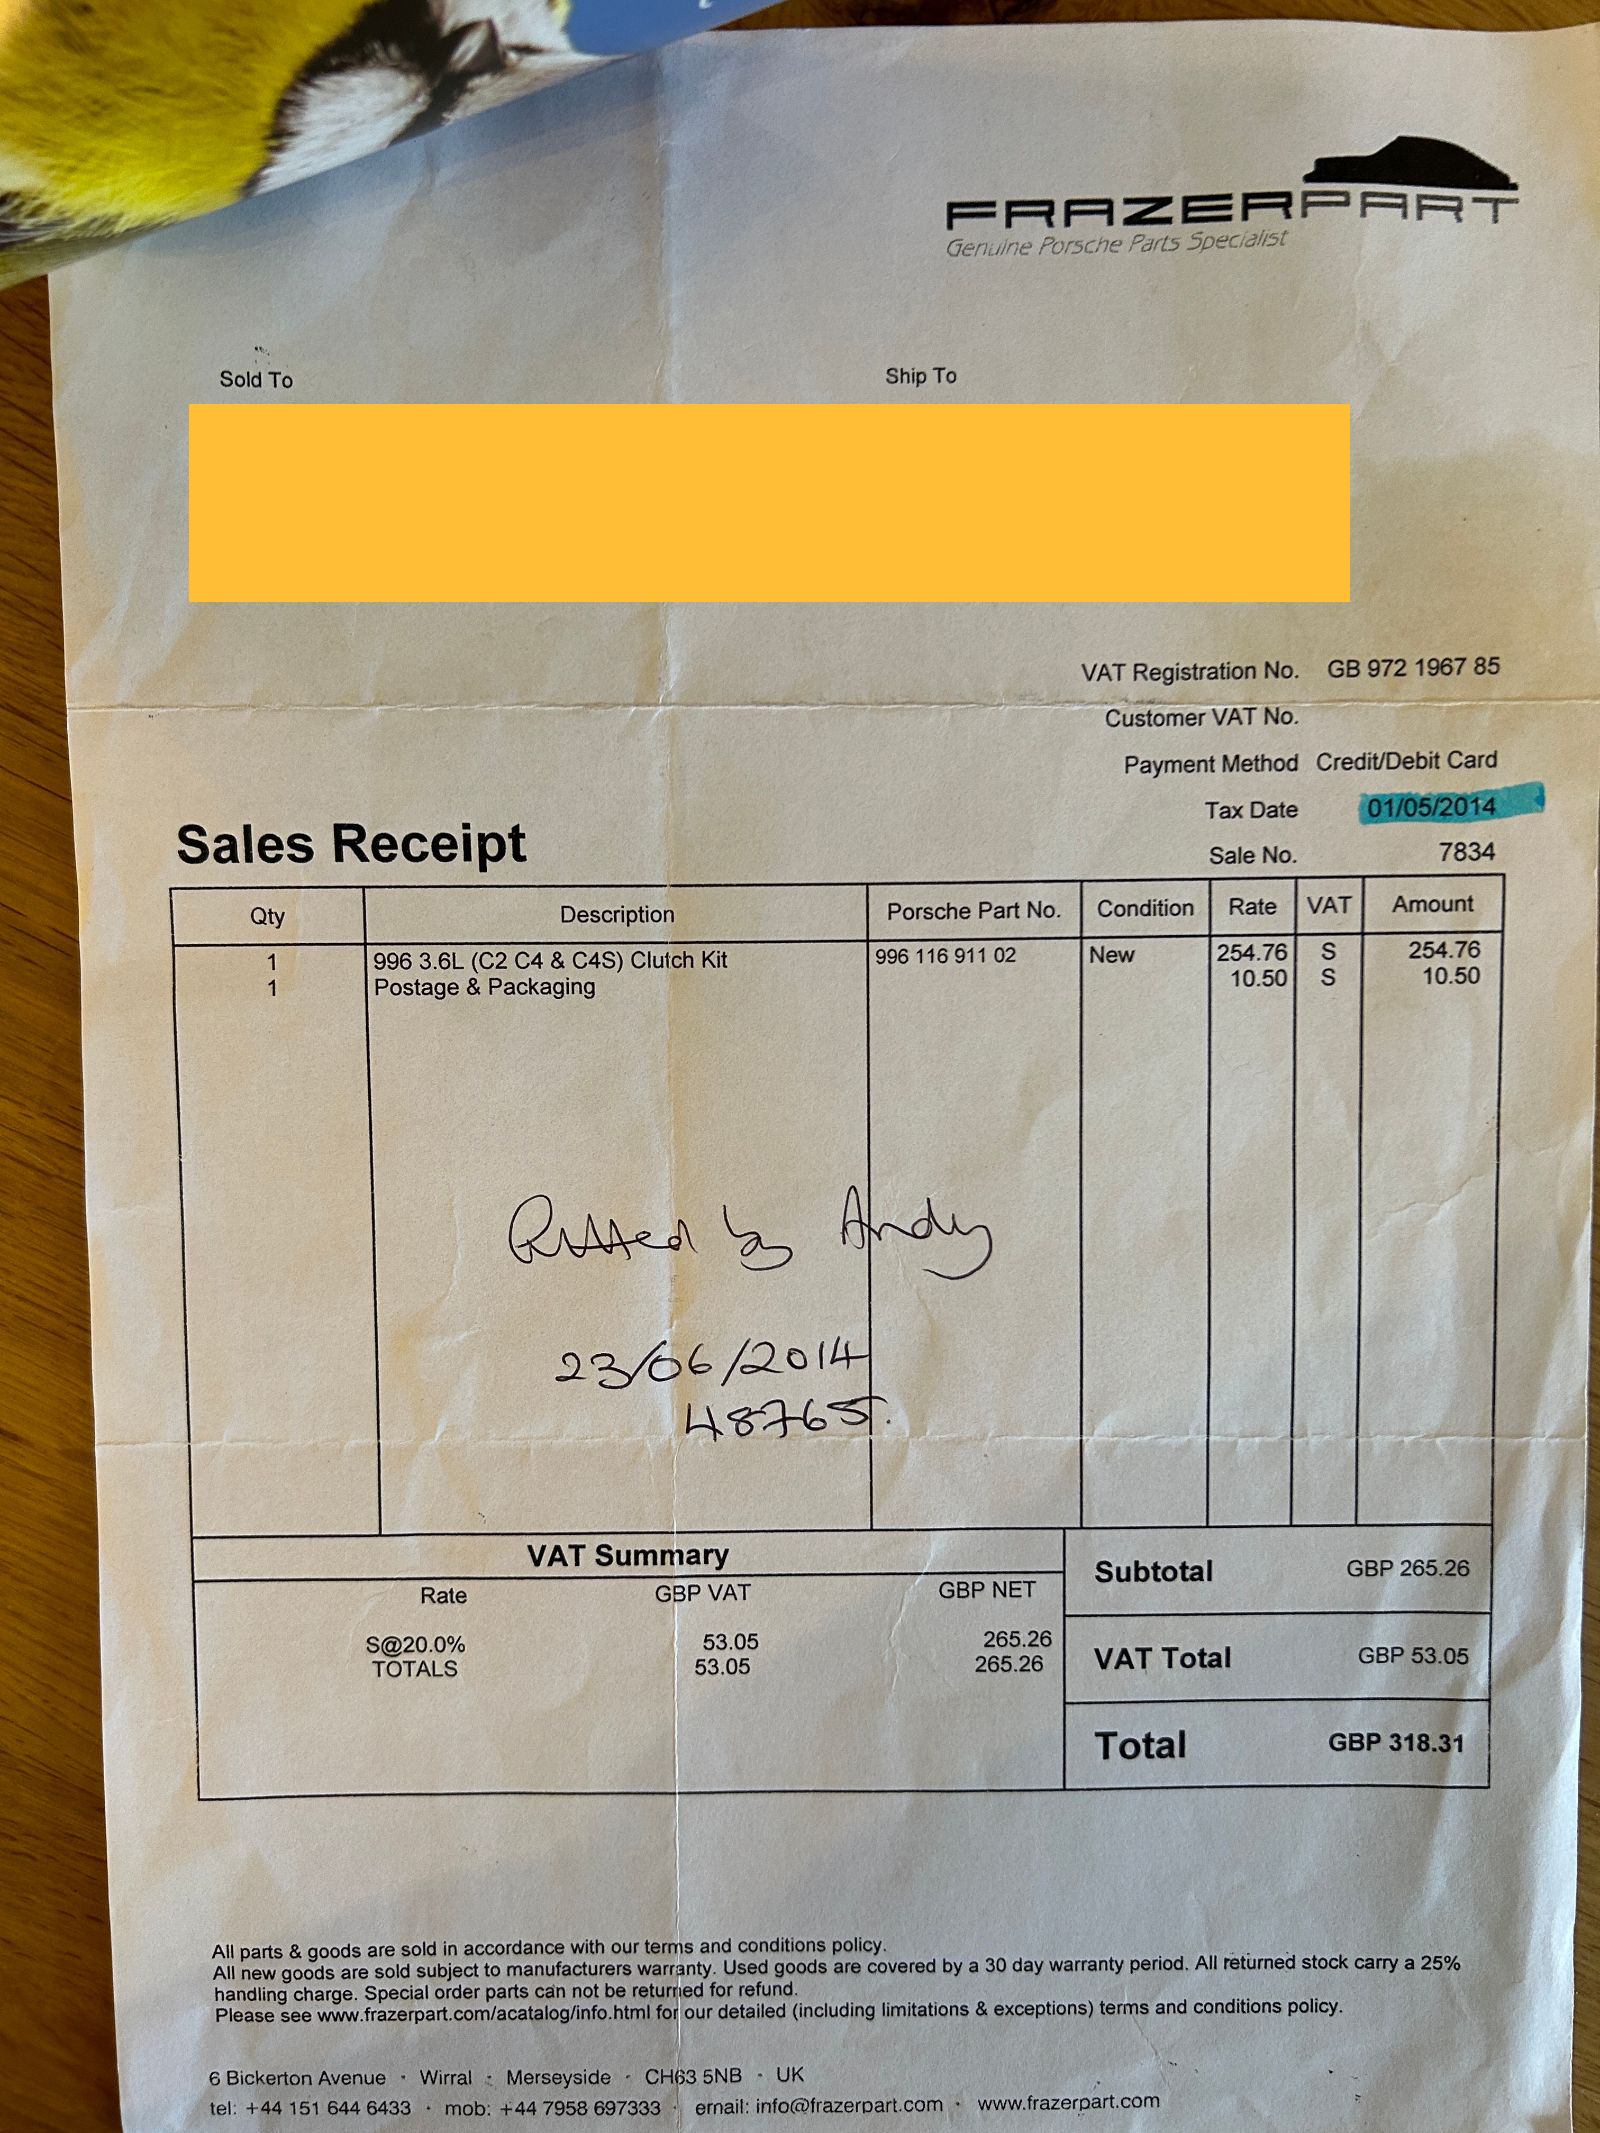 FRAZERPART
Genuine Porsche Parts Specialist
Sold To
Ship To
VAT Registration No. GB 972 1967 85
Customer VAT No.
Payment Method Credit/Debit Card
Tax Date 01/05/2014
Sales Receipt
Sale No. 7834
Qty Description Porsche Part No. Condition Rate VAT Amount
1 996 3.6L (C2 C4 & C4S) Clutch Kit 996 116 911 02 New 254.76 S 254.76
1 Postage & Packaging 10.50 S 10.50
by Andy
23/06/2014
48765.
VAT Summary
Rate GBP VAT GBP NET
S@20.0% 53.05 265.26
TOTALS 53.05 265.26
Subtotal GBP 265.26
VAT Total GBP 53.05
Total GBP 318.31
All parts & goods are sold in accordance with our terms and conditions policy.
All new goods are sold subject to manufacturers warranty. Used goods are covered by a 30 day warranty period. All returned stock carry a 25%
handling charge. Special order parts can not be returned for refund.
Please see www.frazerpart.com/acatalog/info.html for our detailed (including limitations & exceptions) terms and conditions policy.
6 Bickerton Avenue · Wirral · Merseyside · CH63 5NB · UK
tel: +44 151 644 6433 · mob: +44 7958 697333 · email: info@frazerpart.com · www.frazerpart.com